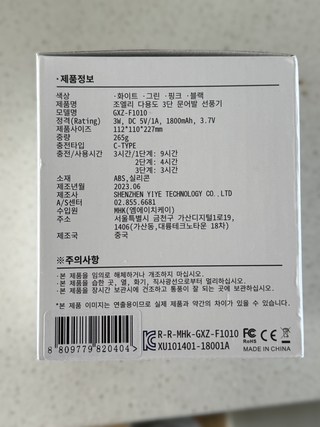 ·제품정보
색상 ·화이트 ·그린 ·핑크 ·블랙
제품명 조엘리 다용도 3단 문어발 선풍기
모델명 GXZ-F1010
정격(Rating) 3W, DC 5V/1A, 1800mAh, 3.7V
제품사이즈 112*110*227mm
중량 265g
충전타입 C-TYPE
충전/사용시간 3시간/1단계: 9시간
2단계: 4시간
3단계: 3시간
소재 ABS,실리콘
제조년월 2023.06
제조사 SHENZHEN YIYE TECHNOLOGY CO.,LTD
A/S센터 02.855.6681
수입원 MHK(엠에이치케이)
주소 서울특별시 금천구 가산디지털1로19,
1406(가산동,대륭테크노타운 18차)
제조국 중국
※주의사항
·본 제품을 임의로 해체하거나 개조하지 마십시오.
·본 제품을 습한 곳, 열, 화기, 직사광선으로부터 멀리하십시오.
·본 제품을 장시간 보관시에 건조하고 통풍이 잘 되는 곳에 보관하십시오.
*본 제품 이미지는 연출용이므로 실제 제품과 약간의 차이가 있을 수 있습니다.
8 809779 820404 >
R-R-MHk-GXZ-F1010
XU101401-18001A
RoHS CE
MADE IN CHINA